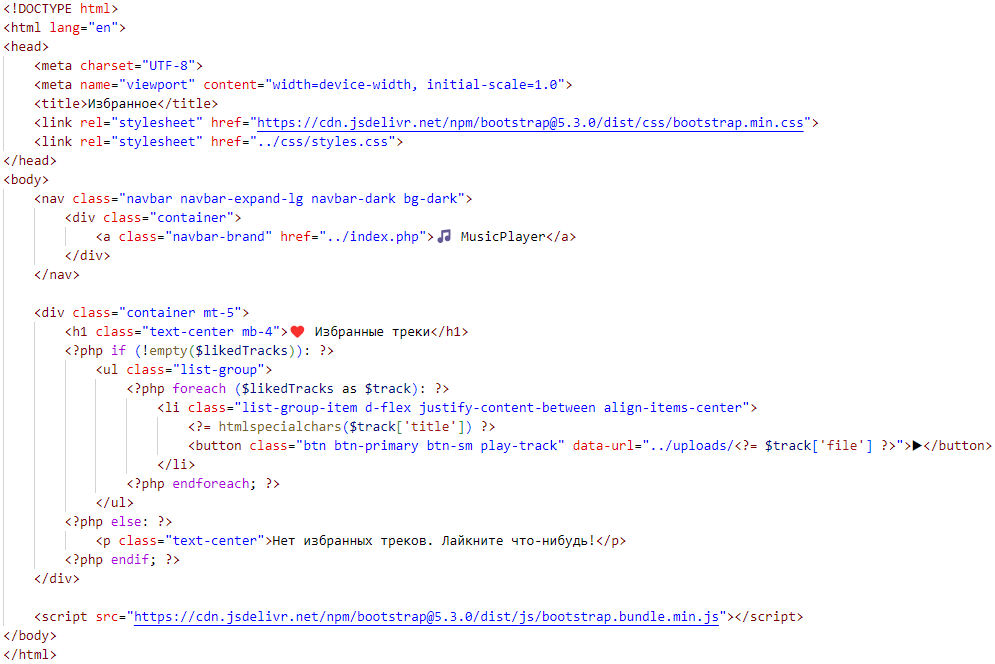 <!DOCTYPE html>
<html lang="en">
<head>
    <meta charset="UTF-8">
    <meta name="viewport" content="width=device-width, initial-scale=1.0">
    <title>Избранное</title>
    <link rel="stylesheet" href="https://cdn.jsdelivr.net/npm/bootstrap@5.3.0/dist/css/bootstrap.min.css">
    <link rel="stylesheet" href="../css/styles.css">
</head>
<body>
    <nav class="navbar navbar-expand-lg navbar-dark bg-dark">
        <div class="container">
            <a class="navbar-brand" href="../index.php">🎵 MusicPlayer</a>
        </div>
    </nav>

    <div class="container mt-5">
        <h1 class="text-center mb-4">❤️ Избранные треки</h1>
        <?php if (!empty($likedTracks)): ?>
            <ul class="list-group">
                <?php foreach ($likedTracks as $track): ?>
                    <li class="list-group-item d-flex justify-content-between align-items-center">
                        <?= htmlspecialchars($track['title']) ?>
                        <button class="btn btn-primary btn-sm play-track" data-url="../uploads/<?= $track['file'] ?>">▶</button>
                    </li>
                <?php endforeach; ?>
            </ul>
        <?php else: ?>
            <p class="text-center">Нет избранных треков. Лайкните что-нибудь!</p>
        <?php endif; ?>
    </div>

    <script src="https://cdn.jsdelivr.net/npm/bootstrap@5.3.0/dist/js/bootstrap.bundle.min.js"></script>
</body>
</html>